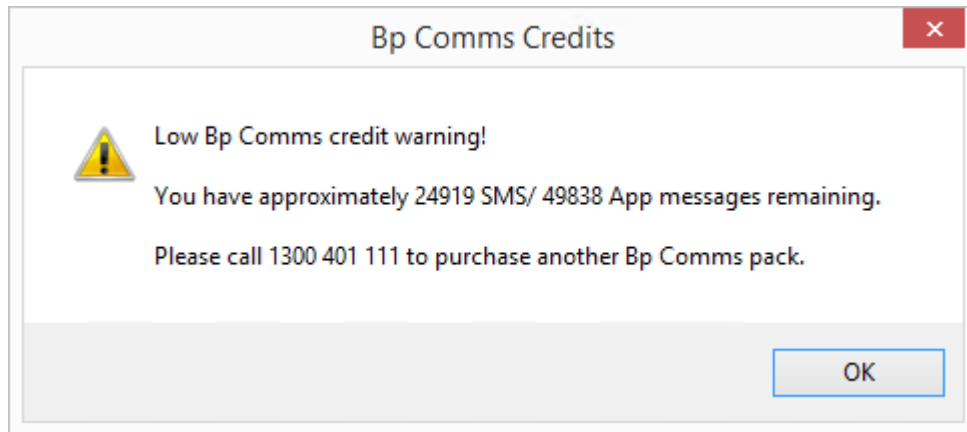 Bp Comms Credits
Low Bp Comms credit warning!
You have approximately 24919 SMS/ 49838 App messages remaining.
Please call 1300 401 111 to purchase another Bp Comms pack.
OK